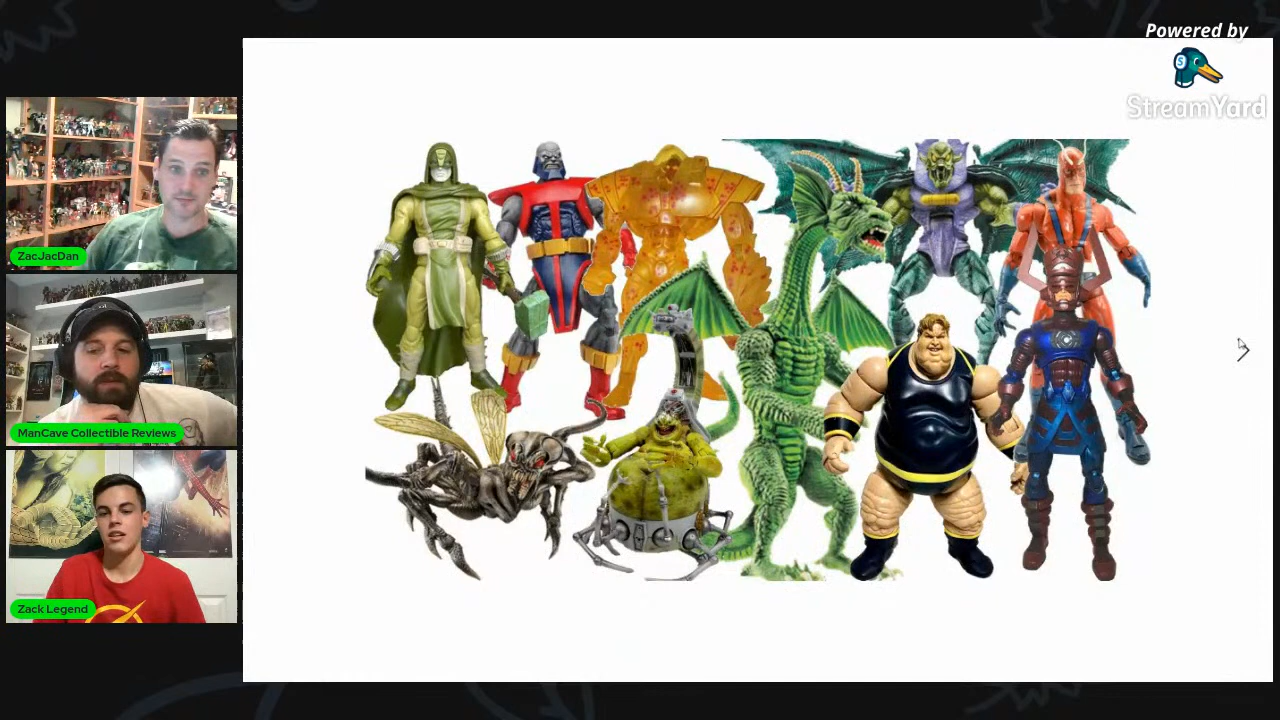 Powered by
StreamYard
ZacJacDan
ManCave Collectible Reviews
Zack Legend